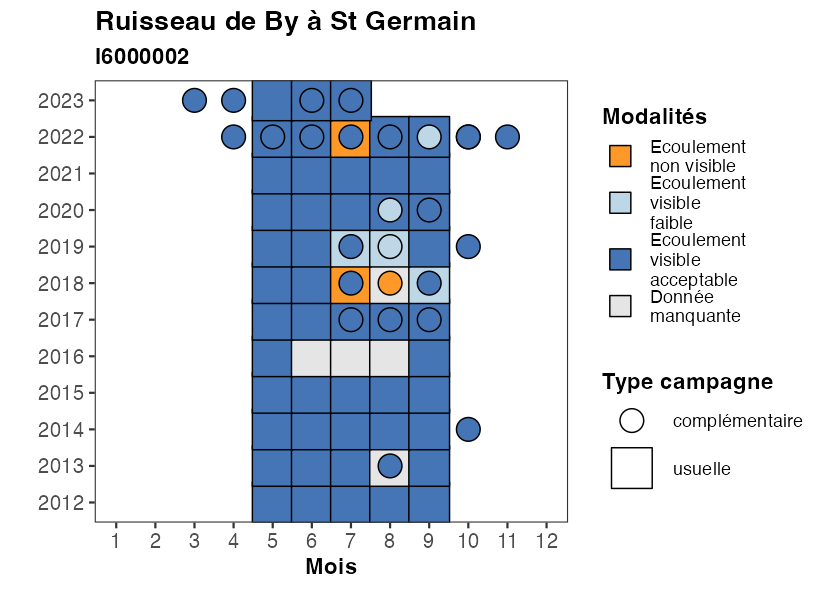 Ruisseau de By à St Germain
I6000002
2023
2022
2021
2020
2019
2018
2017
2016
2015
2014
2013
2012
1 2 3 4 5 6 7 8 9 10 11 12
Mois
Modalités
Ecoulement
non visible
Ecoulement
visible
faible
Ecoulement
visible
acceptable
Donnée
manquante
Type campagne
complémentaire
usuelle